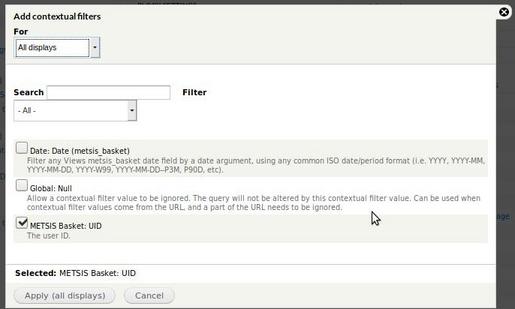 Add contextual filters
For
All displays
Search Filter
- All -
Date: Date (metsis_basket)
Filter any Views metsis_basket date field by a date argument, using any common ISO date/period format (i.e. YYYY, YYYY-MM,
YYYY-MM-DD, YYYY-W99, YYYY-MM-DD--P3M, P90D, etc).
Global: Null
Allow a contextual filter value to be ignored. The query will not be altered by this contextual filter value. Can be used when
contextual filter values come from the URL, and a part of the URL needs to be ignored.
METSIS Basket: UID
The user ID.
Selected: METSIS Basket: UID
Apply (all displays) Cancel